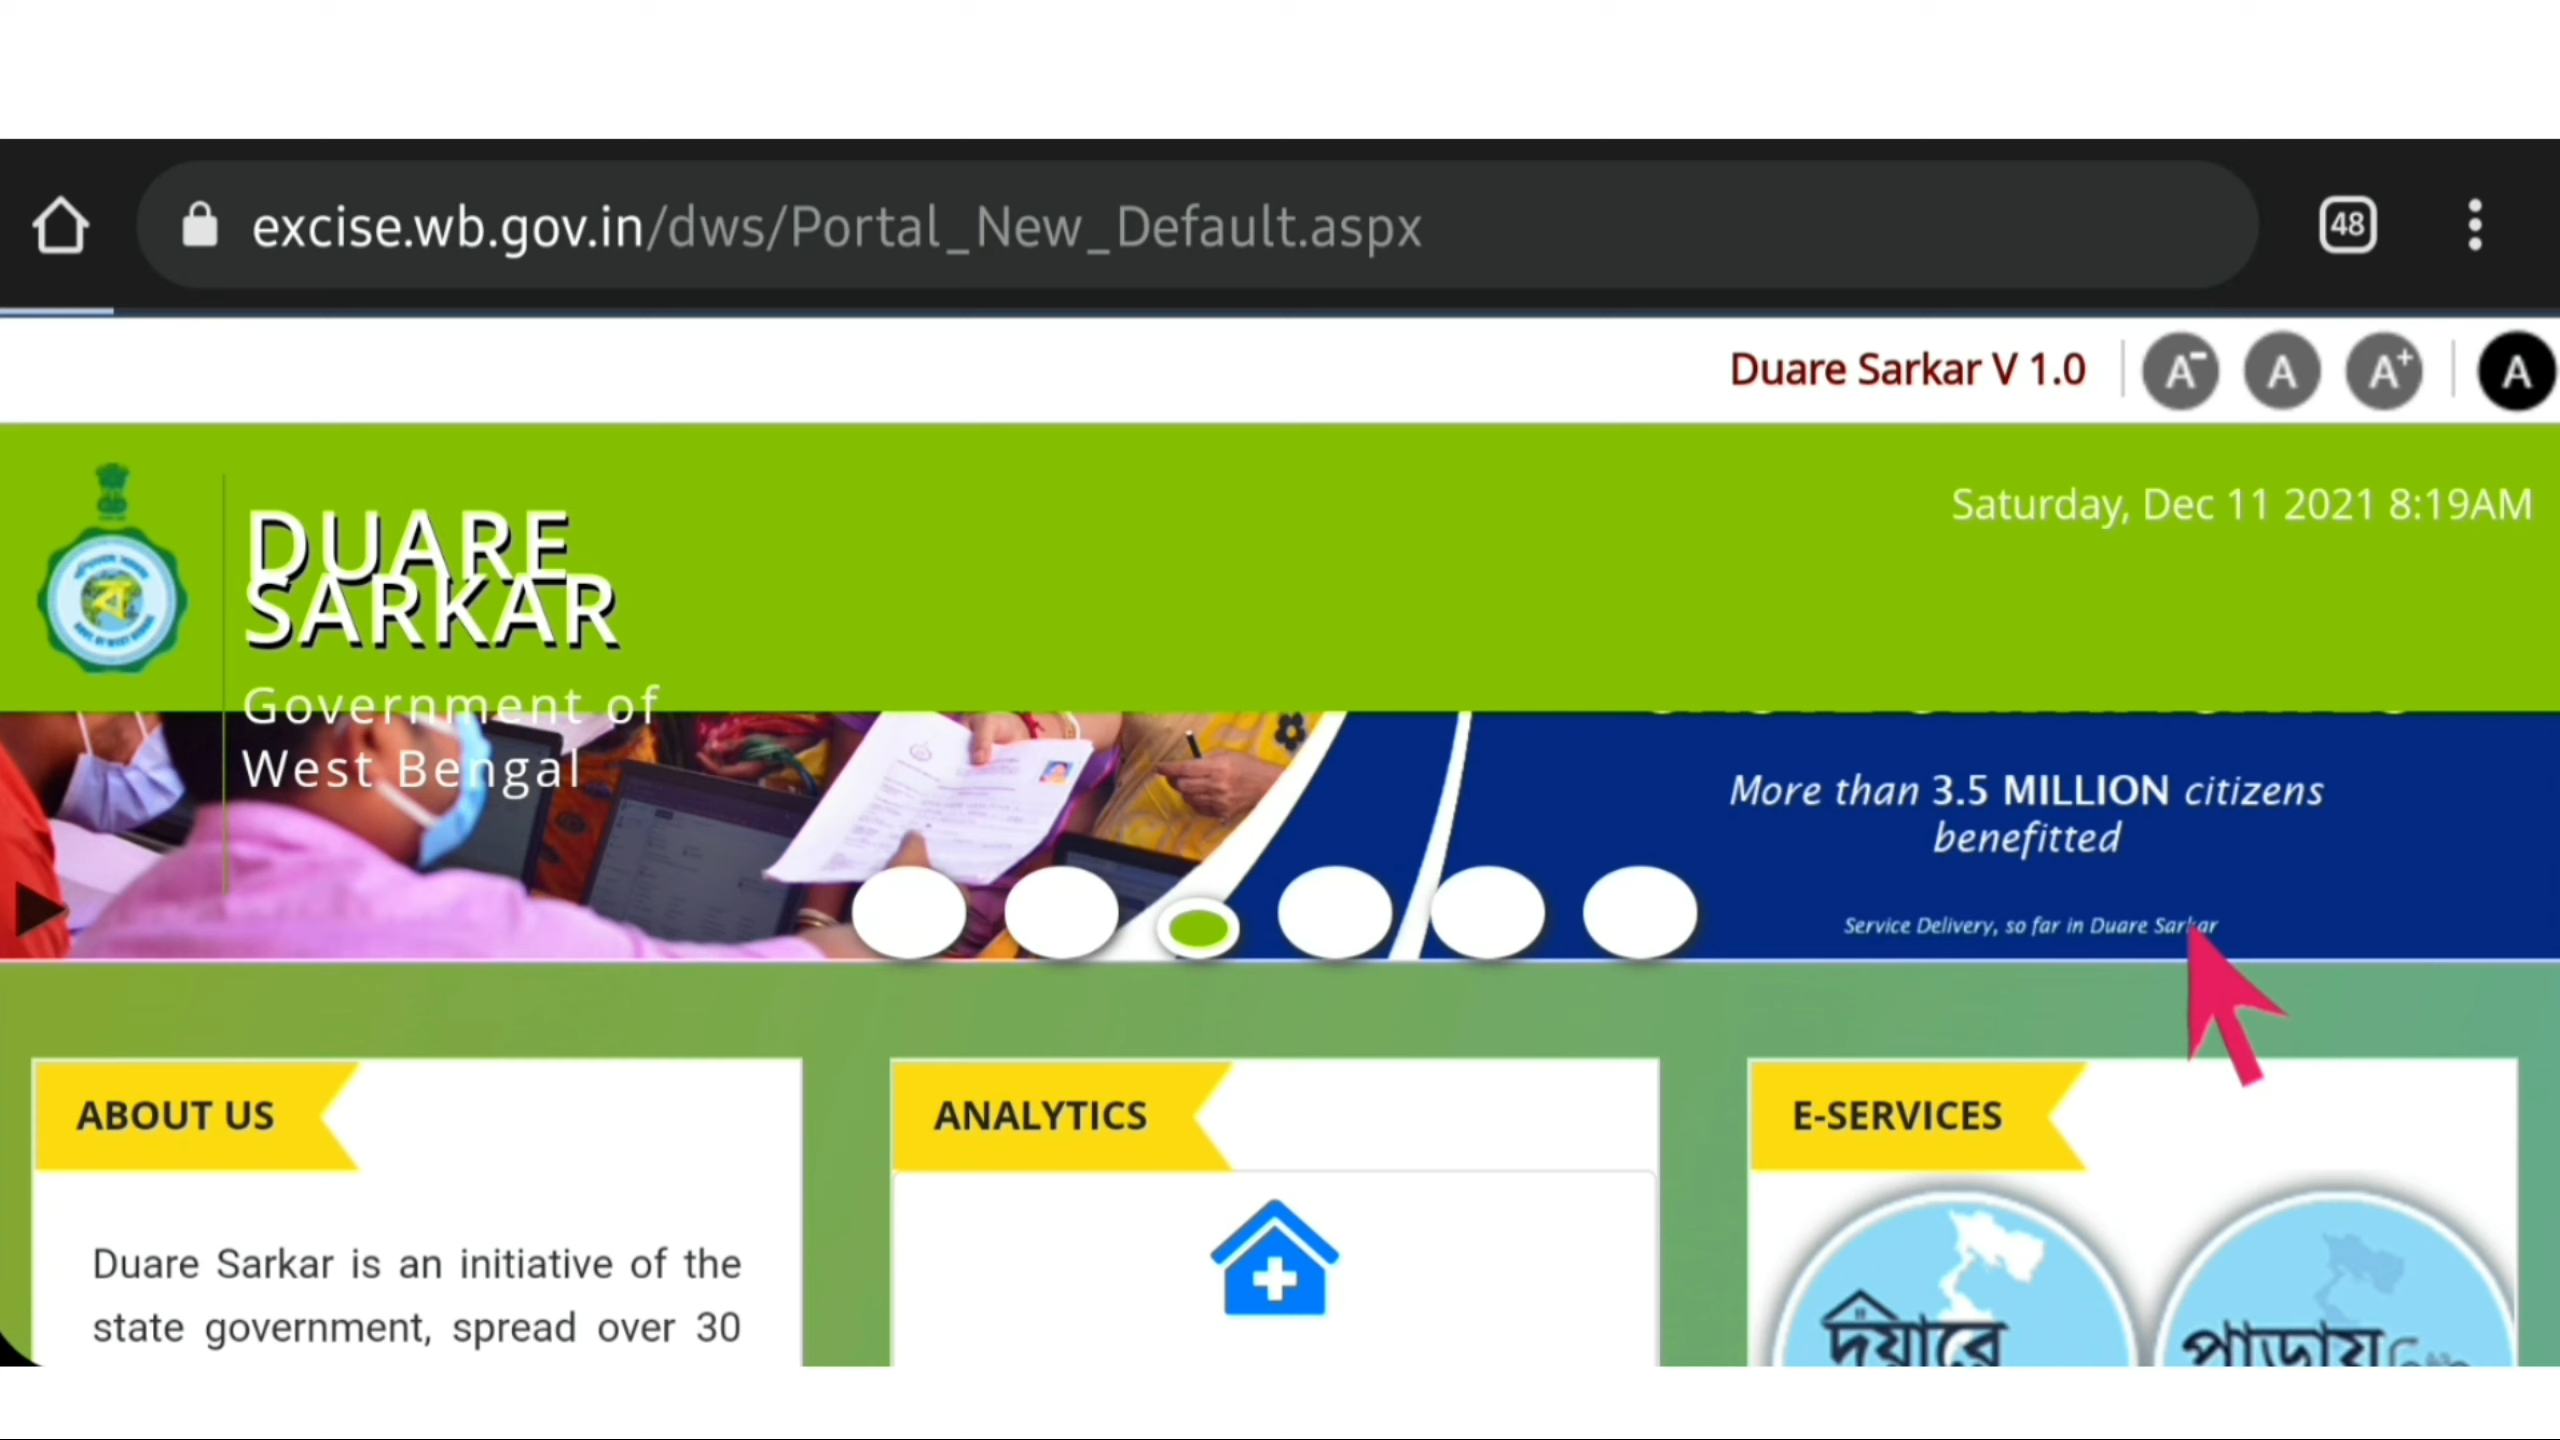 excise.wb.gov.in/dws/Portal_New_Default.aspx
48
Duare Sarkar V 1.0
A-
A
A+
A
Saturday, Dec 11 2021 8:19AM
DUARE
SARKAR
Government of
West Bengal
More than 3.5 MILLION citizens
benefitted
Service Delivery, so far in Duare Sarkar
ABOUT US
ANALYTICS
E-SERVICES
Duare Sarkar is an initiative of the
state government, spread over 30
দুয়ারে
পাড়ায়